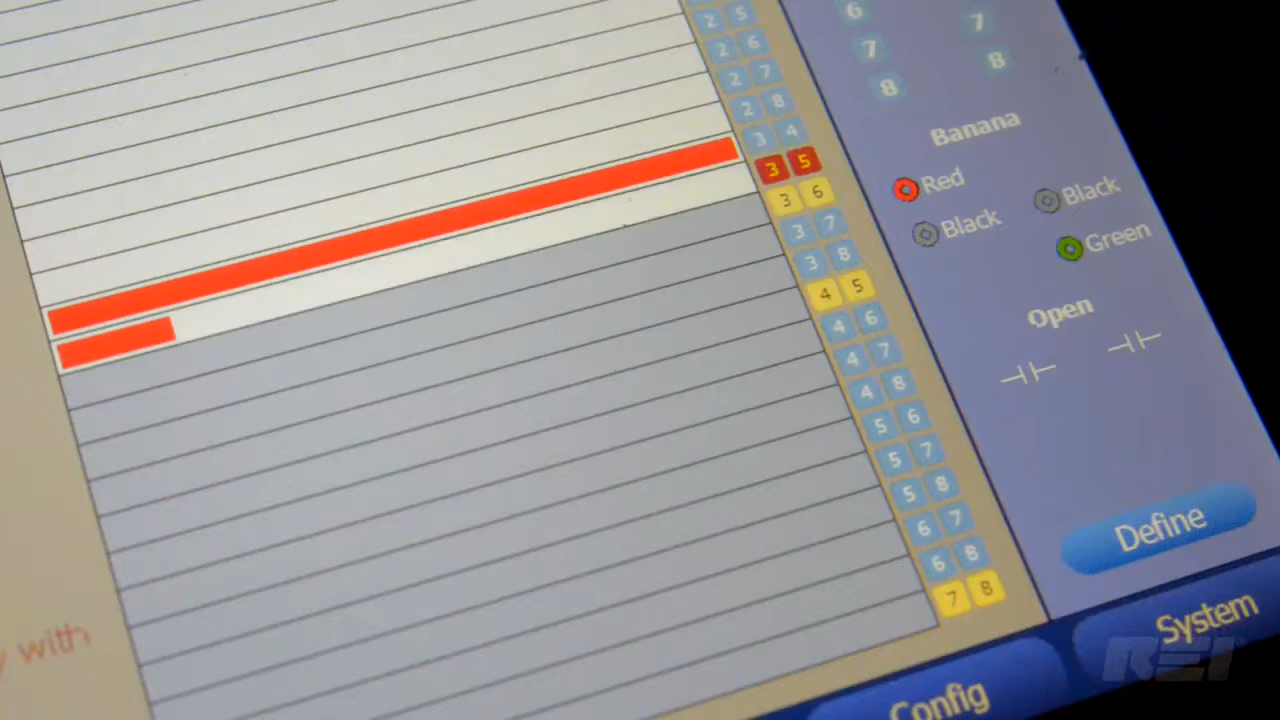 2 5
2 6
2 7
2 8
3 4
3 5
3 6
3 7
3 8
4 5
4 6
4 7
4 8
5 6
5 7
5 8
6 7
6 8
7 8
6 7
7 8
8
Banana
Red Black
Black Green
Open
Define
with
Config System
REI